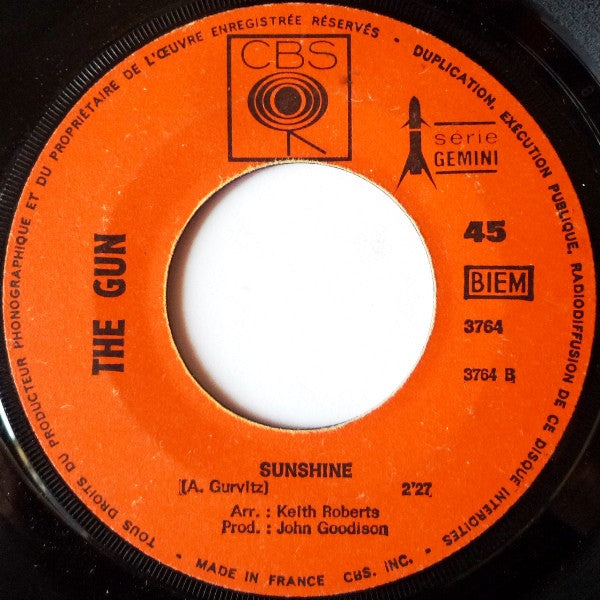 TOUS DROITS DU PRODUCTEUR PHONOGRAPHIQUE ET DU PROPRIÉTAIRE DE L'ŒUVRE ENREGISTRÉE RÉSERVÉS - DUPLICATION, EXÉCUTION PUBLIQUE, RADIODIFFUSION DE CE DISQUE INTERDITES
CBS
série
GEMINI
THE GUN
45
BIEM
3764
3764 B
SUNSHINE
(A. Gurvitz) 2'27
Arr. : Keith Roberts
Prod. : John Goodison
- MADE IN FRANCE CBS. INC. -